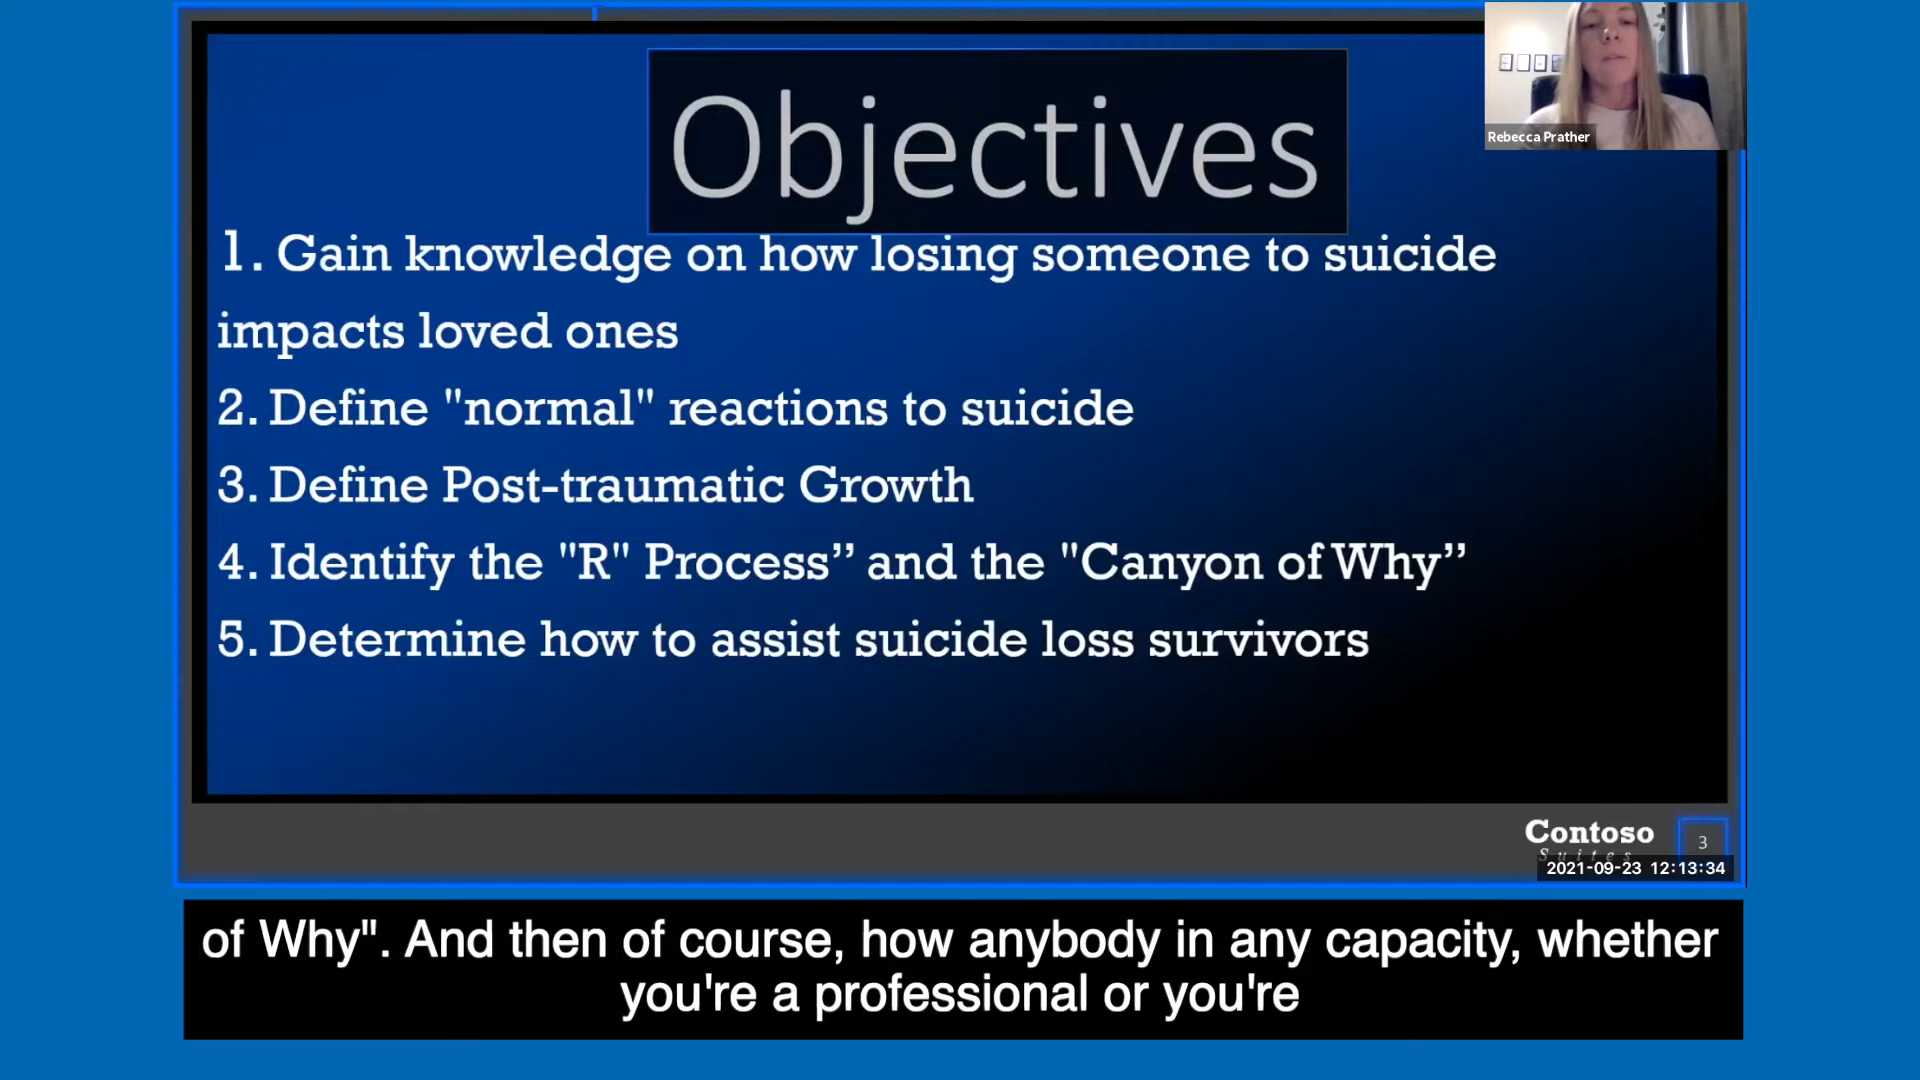 Objectives
Rebecca Prather
1. Gain knowledge on how losing someone to suicide
impacts loved ones
2. Define "normal" reactions to suicide
3. Define Post-traumatic Growth
4. Identify the "R" Process” and the "Canyon of Why”
5. Determine how to assist suicide loss survivors
Contoso
Suites
3
2021-09-23 12:13:34
of Why". And then of course, how anybody in any capacity, whether
you're a professional or you're